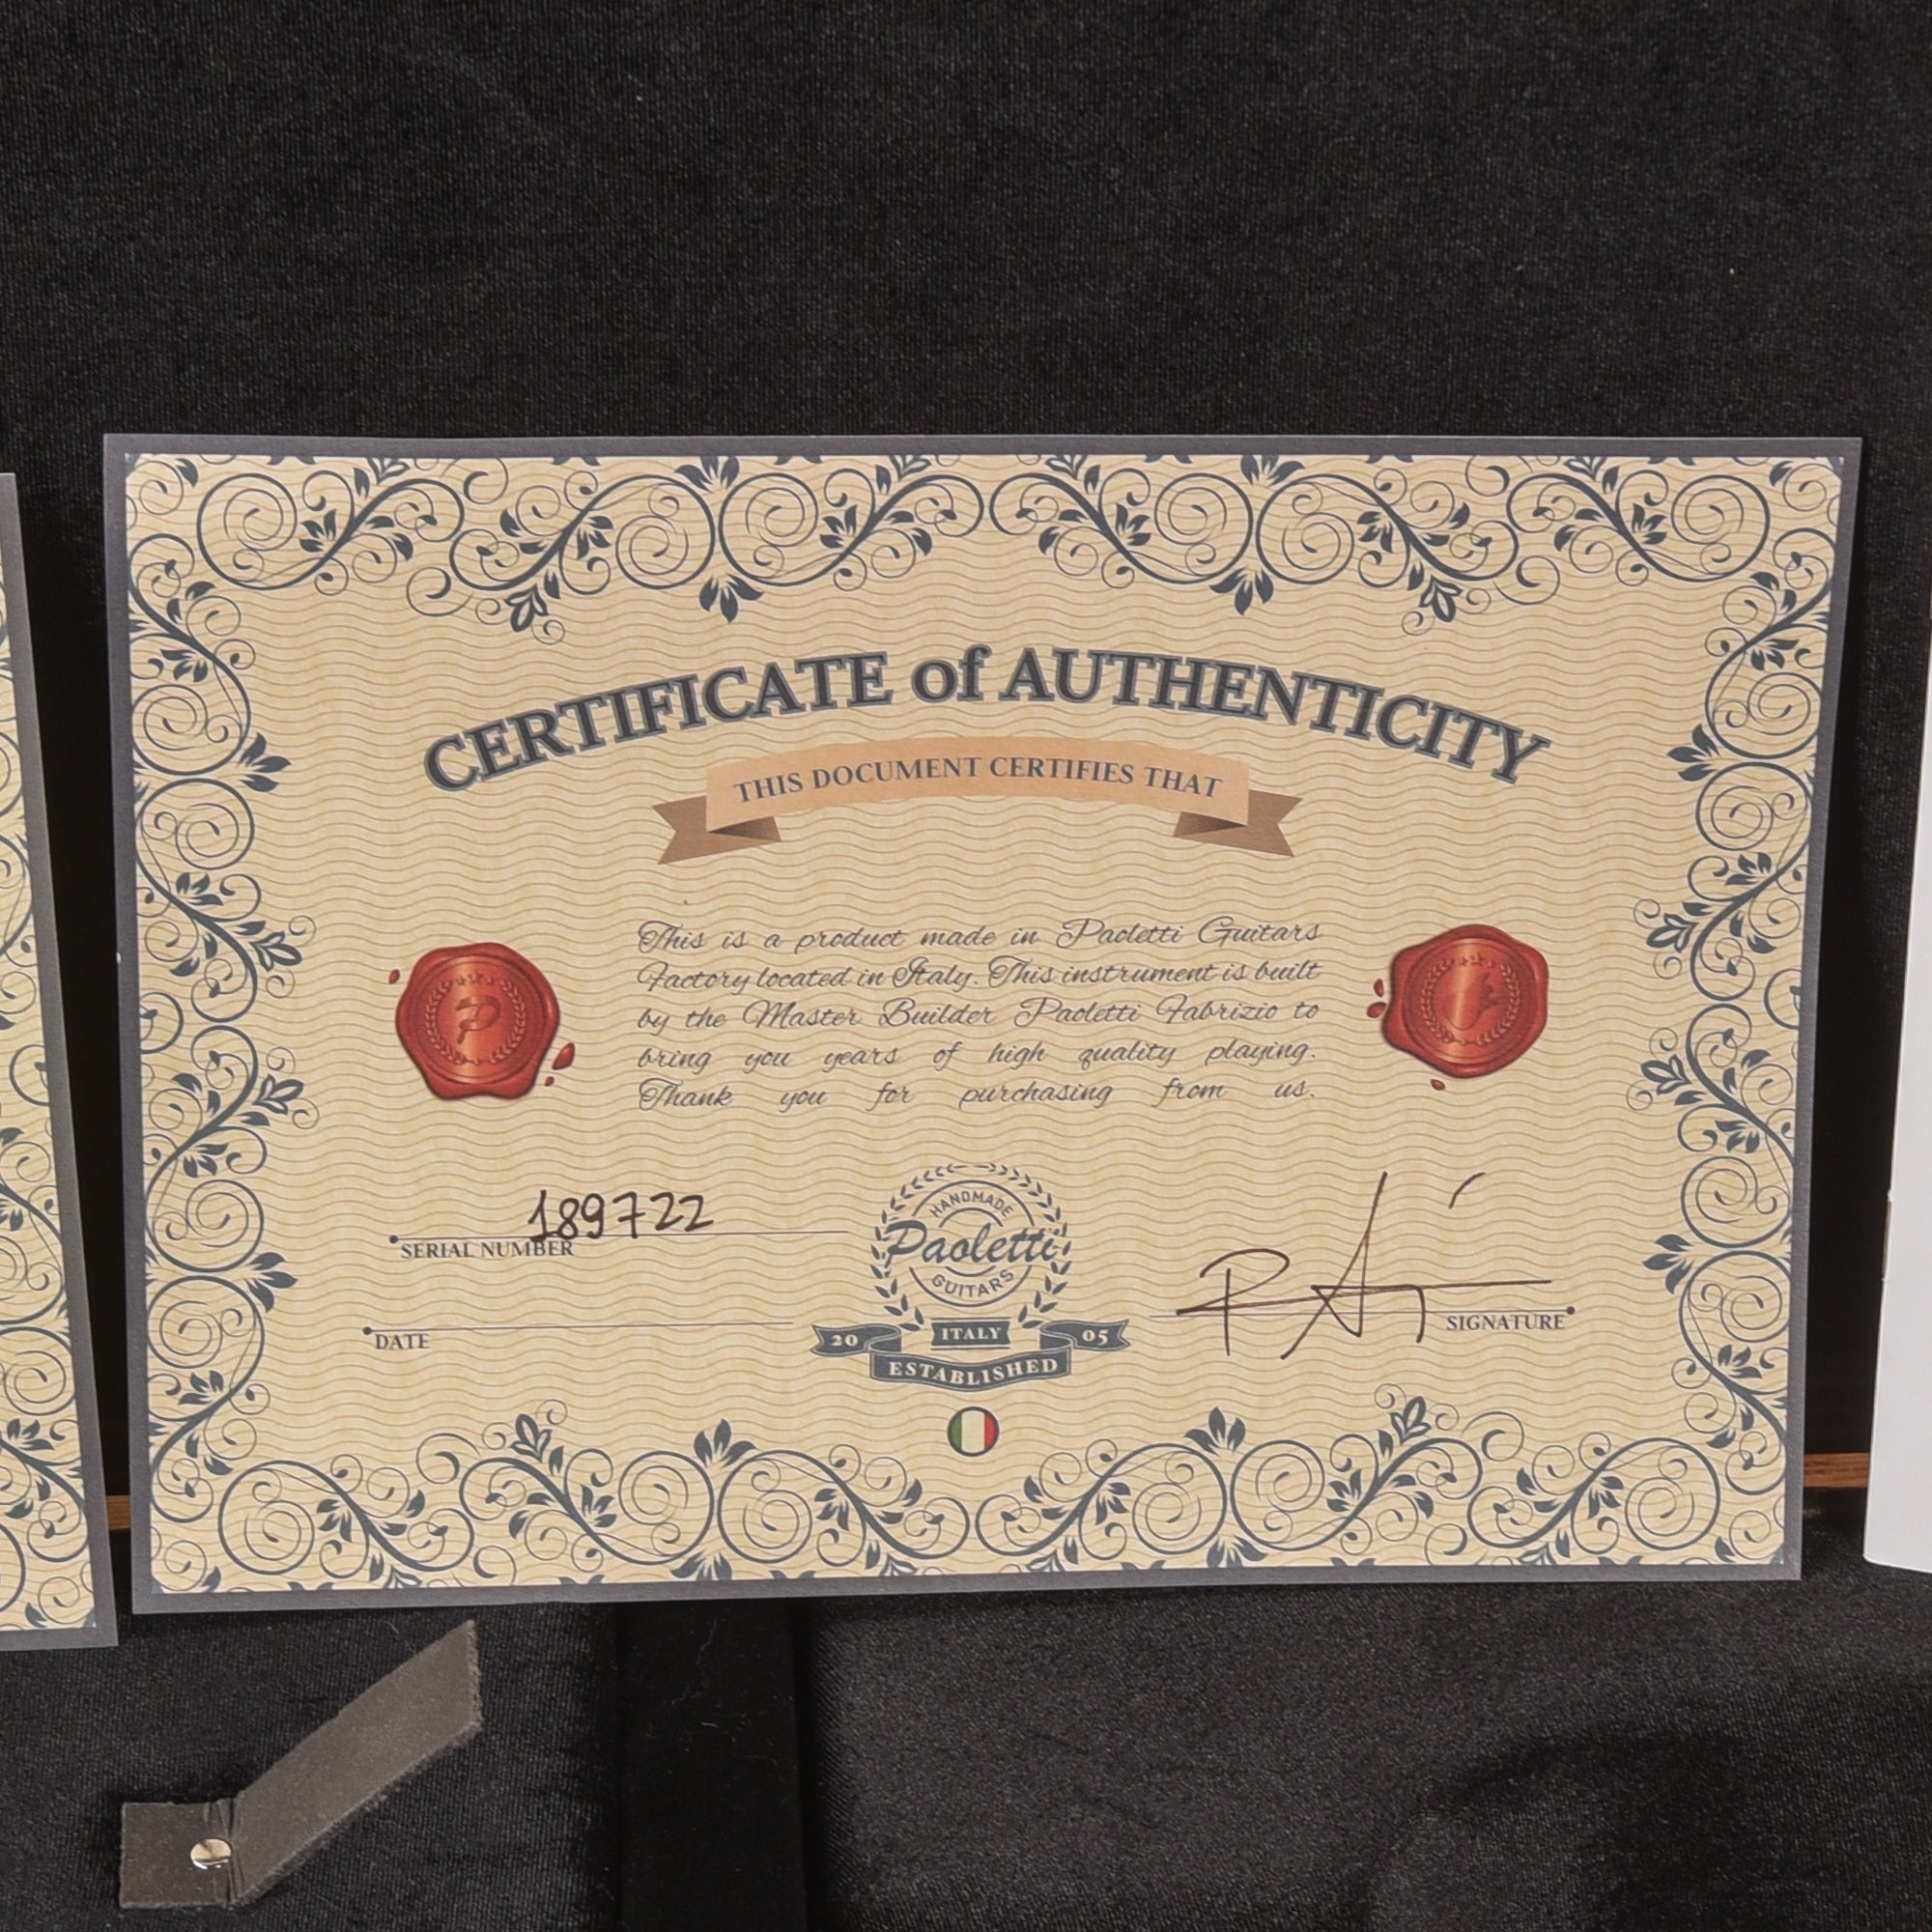 CERTIFICATE of AUTHENTICITY
THIS DOCUMENT CERTIFIES THAT
This is a product made in Paoletti Guitars
Factory located in Italy. This instrument is built
by the Master Builder Paoletti Fabrizio to
bring you years of high quality playing.
Thank you for purchasing from us.
P
189722
SERIAL NUMBER
DATE
HANDMADE
Paoletti
GUITARS
20 ITALY 05
ESTABLISHED
SIGNATURE